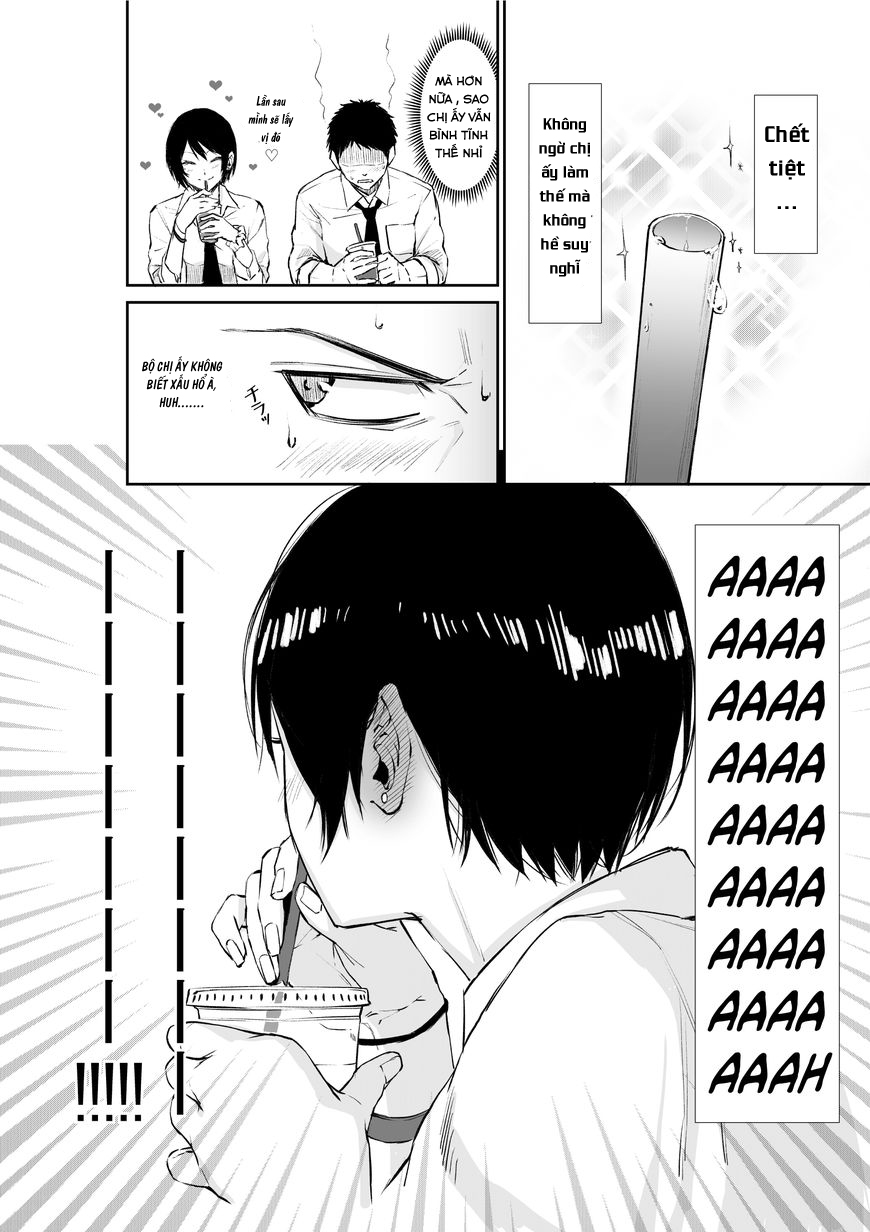 Chết
tiệt
...
Không
ngờ chị
ấy làm
thế mà
không
hề suy
nghĩ
MÀ HƠN
NỮA , SAO
CHỊ ẤY VẪN
BÌNH TĨNH
THẾ NHỈ
Lần sau
mình sẽ lấy
vị đó
♡
BỘ CHỊ ẤY KHÔNG
BIẾT XẤU HỔ À,
HUH.......
チラッ
AAAA
AAAA
AAAA
AAAA
AAAA
AAAA
AAAA
AAAA
AAAH
!!!!!